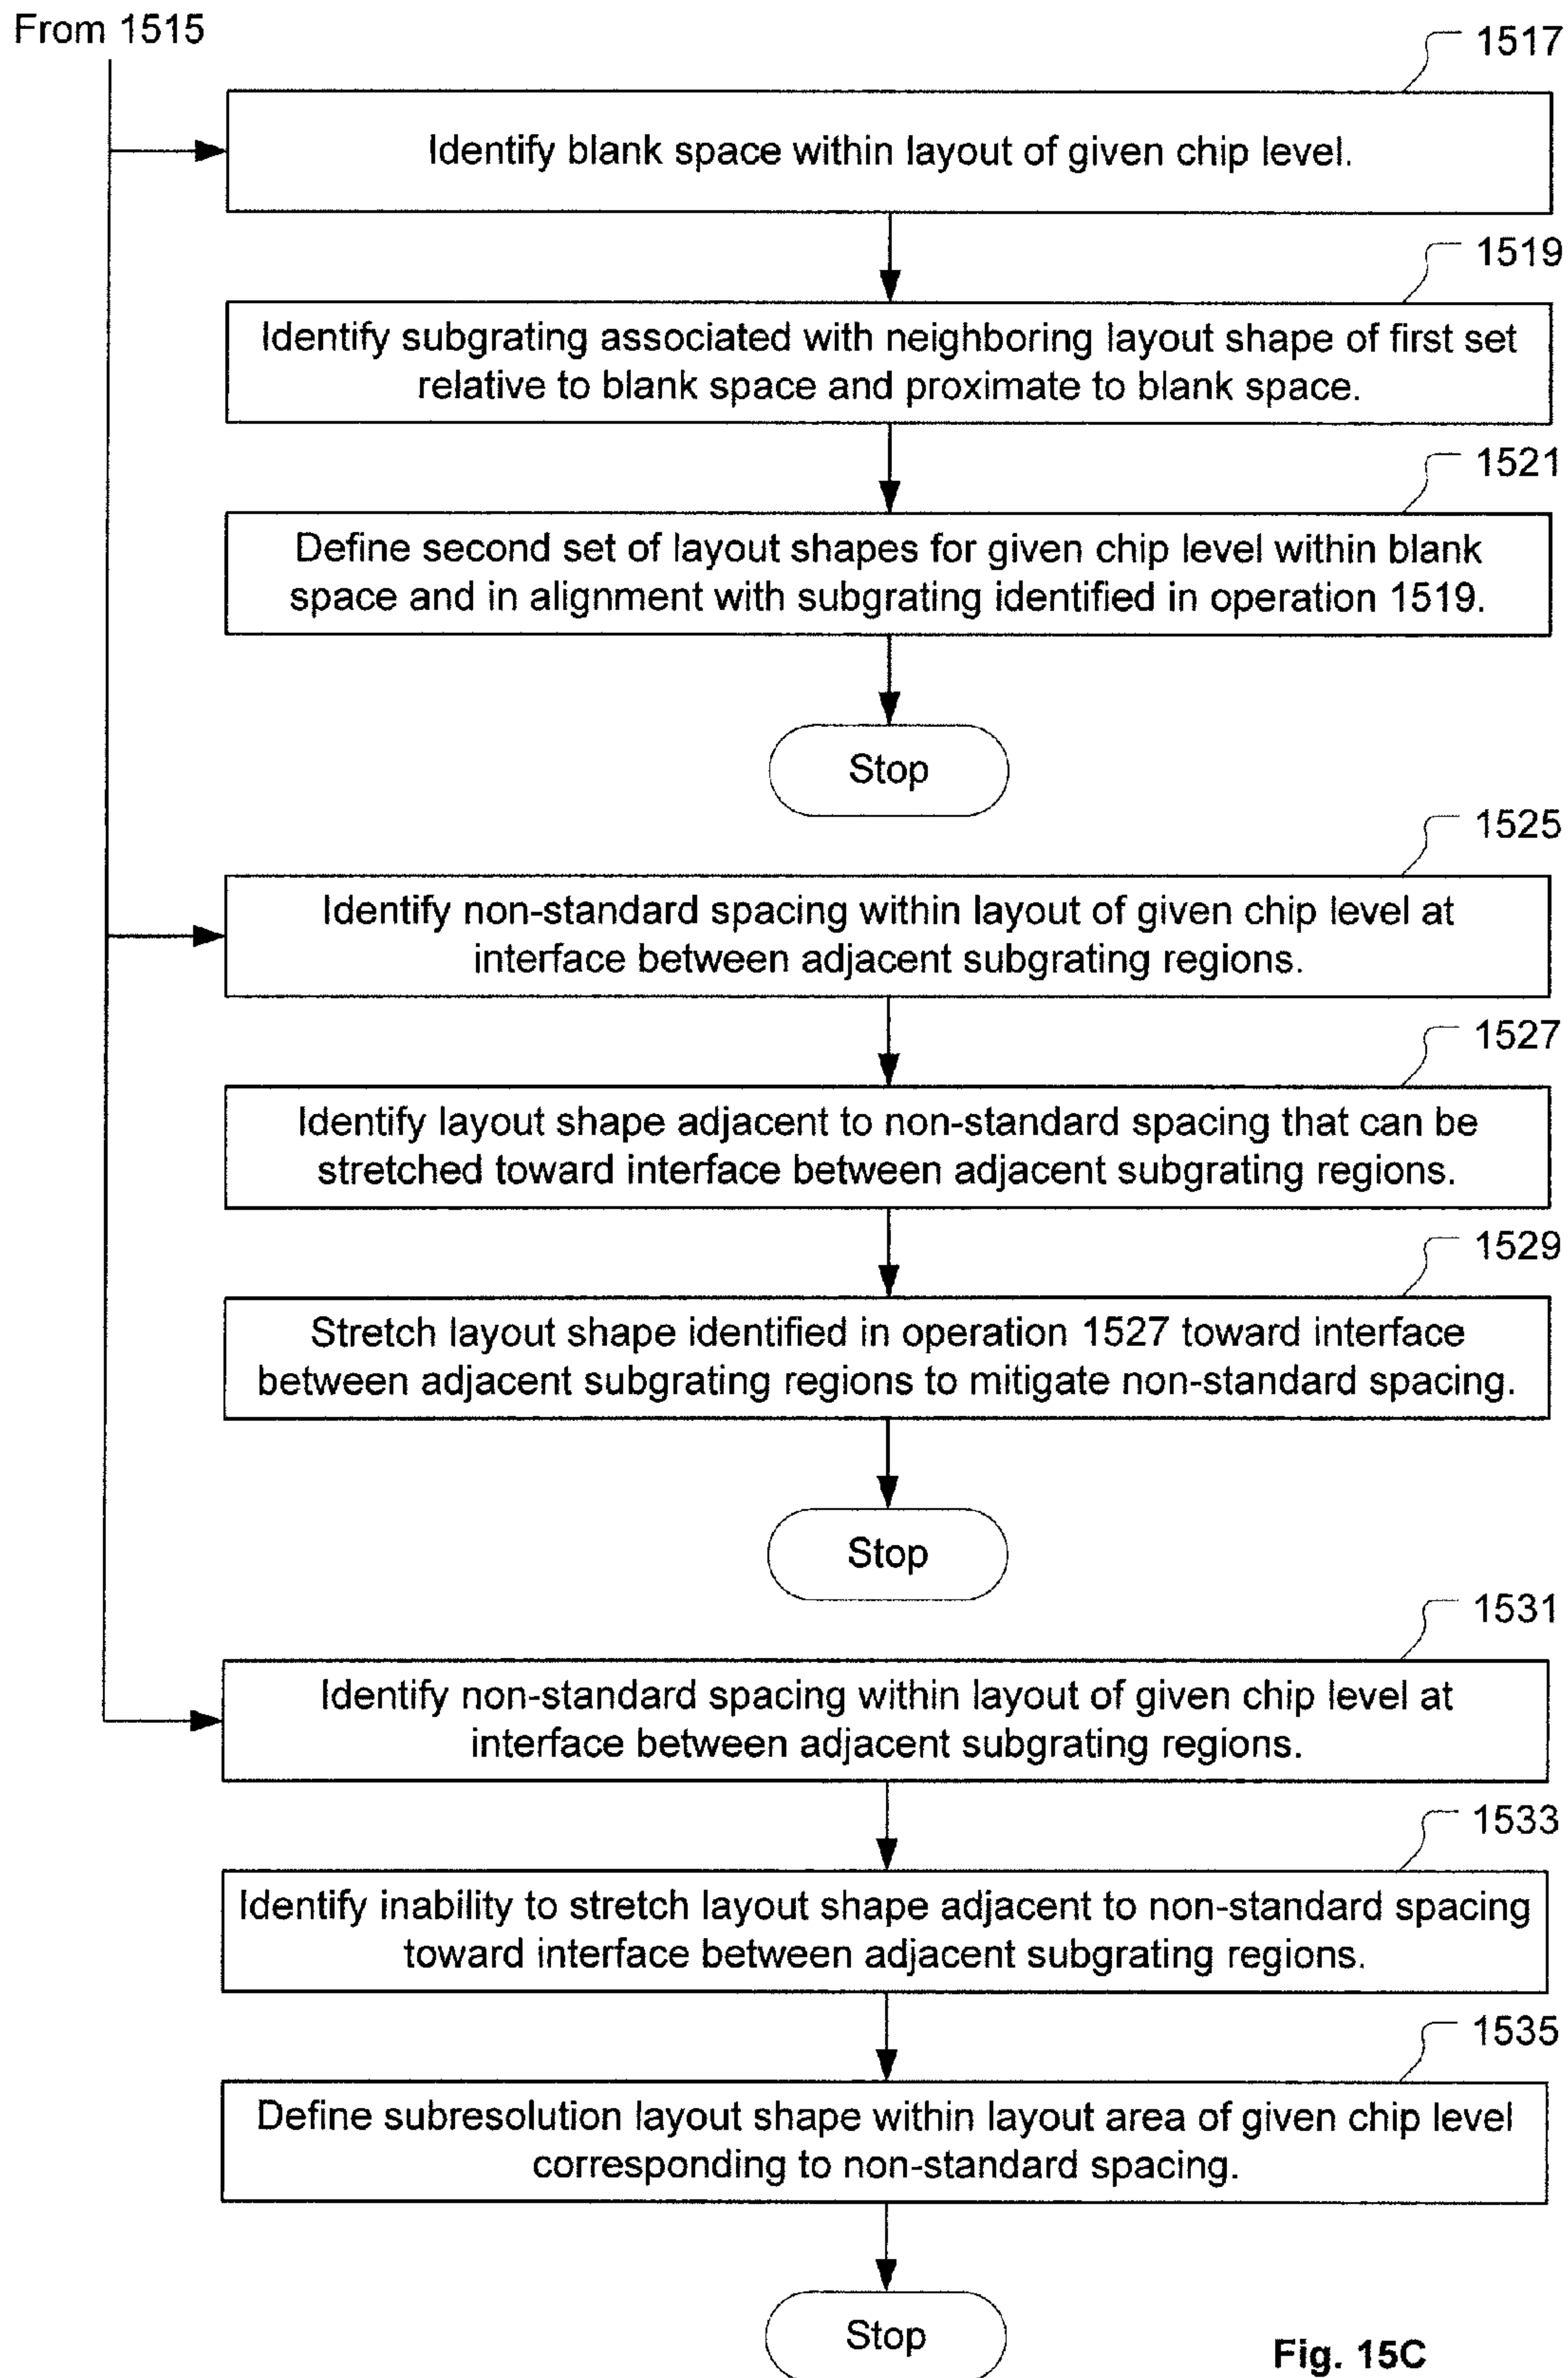 From 1515
1517
Identify blank space within layout of given chip level.
1519
Identify subgrating associated with neighboring layout shape of first set
relative to blank space and proximate to blank space.
1521
Define second set of layout shapes for given chip level within blank
space and in alignment with subgrating identified in operation 1519.
Stop
1525
Identify non-standard spacing within layout of given chip level at
interface between adjacent subgrating regions.
1527
Identify layout shape adjacent to non-standard spacing that can be
stretched toward interface between adjacent subgrating regions.
1529
Stretch layout shape identified in operation 1527 toward interface
between adjacent subgrating regions to mitigate non-standard spacing.
Stop
1531
Identify non-standard spacing within layout of given chip level at
interface between adjacent subgrating regions.
1533
Identify inability to stretch layout shape adjacent to non-standard spacing
toward interface between adjacent subgrating regions.
1535
Define subresolution layout shape within layout area of given chip level
corresponding to non-standard spacing.
Stop
Fig. 15C